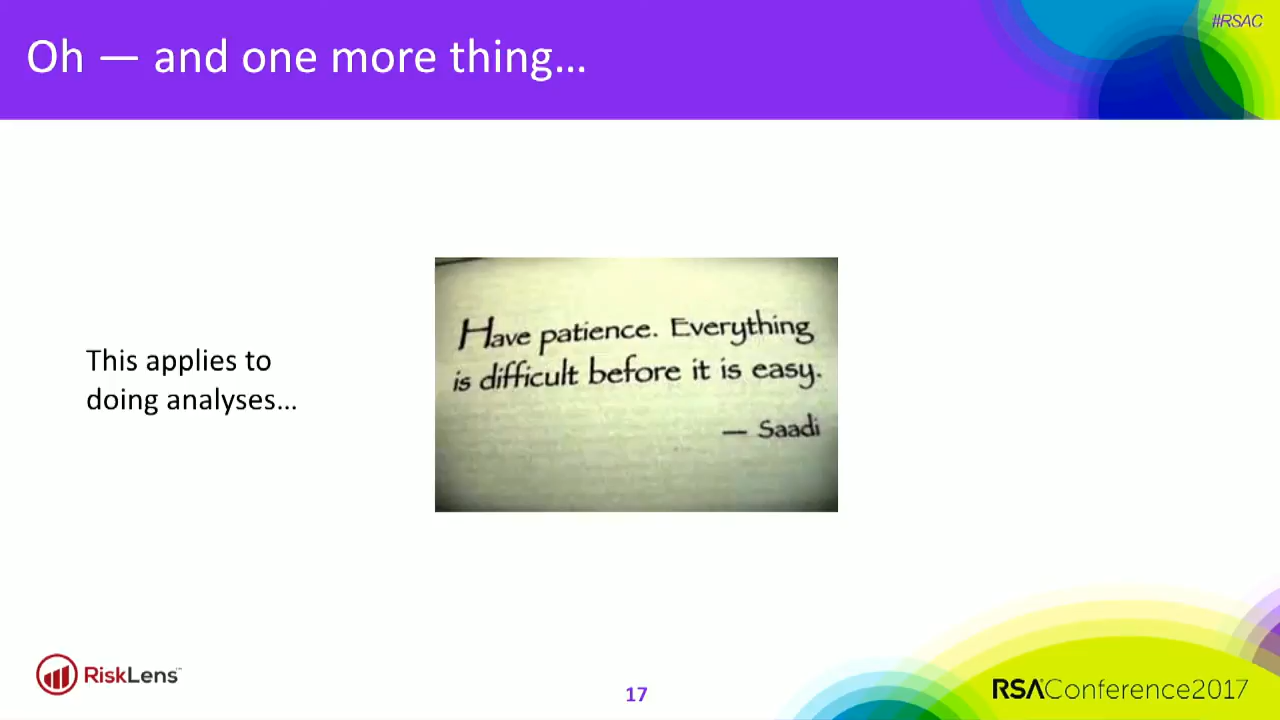 #RSAC
Oh — and one more thing…
This applies to
doing analyses…
Have patience. Everything
is difficult before it is easy.
— Saadi
RiskLens™
17
RSAConference2017